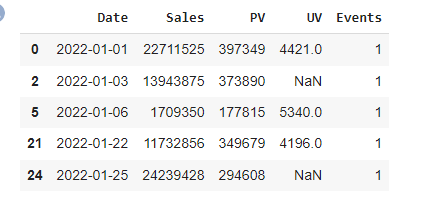 Date Sales PV UV Events
0 2022-01-01 22711525 397349 4421.0 1
2 2022-01-03 13943875 373890 NaN 1
5 2022-01-06 1709350 177815 5340.0 1
21 2022-01-22 11732856 349679 4196.0 1
24 2022-01-25 24239428 294608 NaN 1